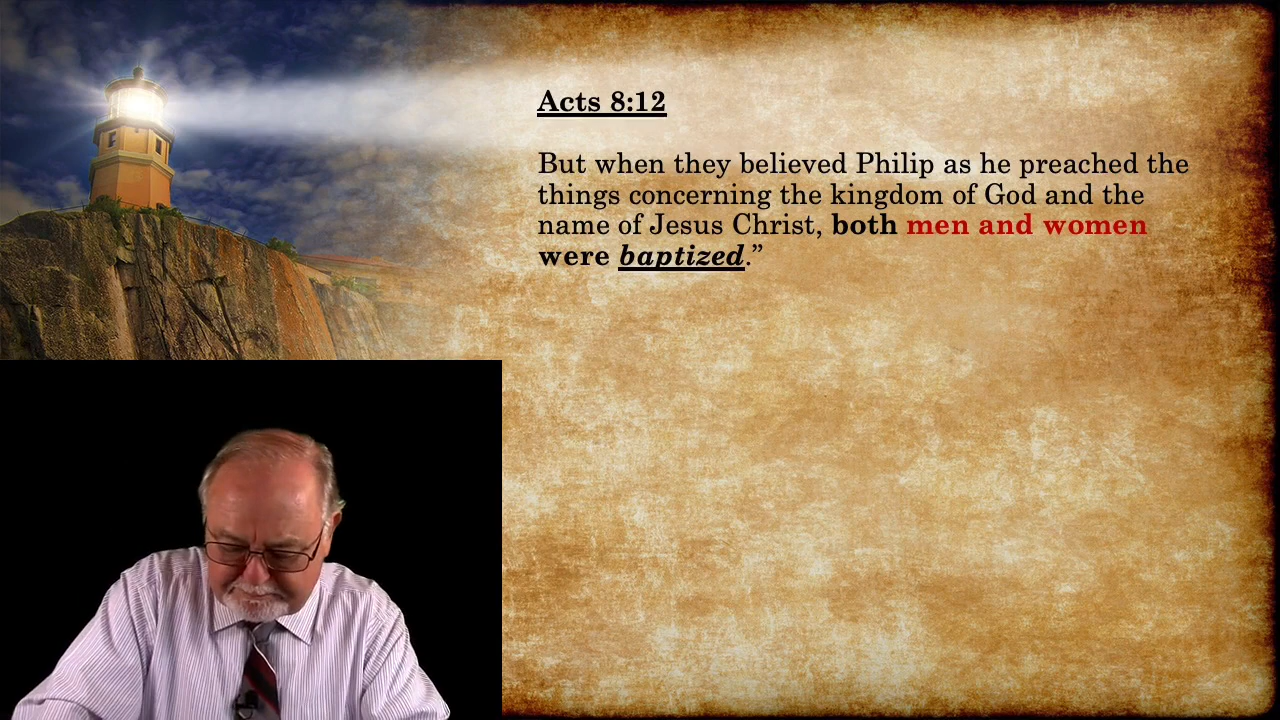 Acts 8:12
But when they believed Philip as he preached the
things concerning the kingdom of God and the
name of Jesus Christ, both men and women
were baptized.”